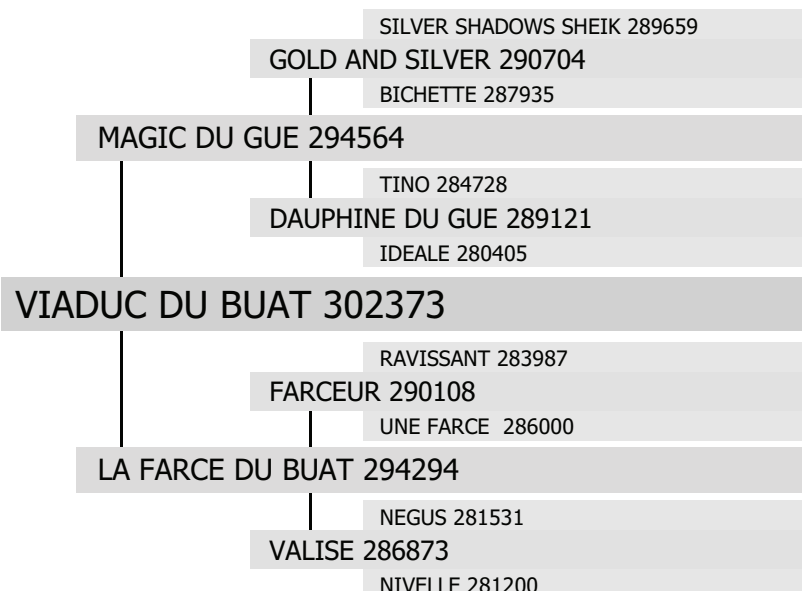 SILVER SHADOWS SHEIK 289659
GOLD AND SILVER 290704
BICHETTE 287935
MAGIC DU GUE 294564
TINO 284728
DAUPHINE DU GUE 289121
IDEALE 280405
VIADUC DU BUAT 302373
RAVISSANT 283987
FARCEUR 290108
UNE FARCE 286000
LA FARCE DU BUAT 294294
NEGUS 281531
VALISE 286873
NIVELLE 281200